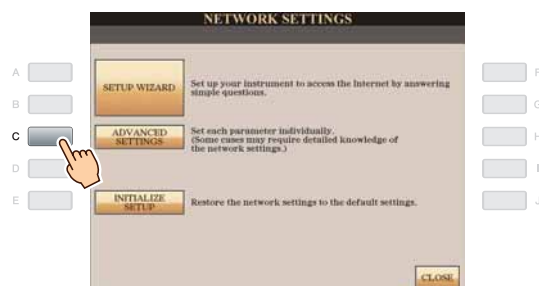 NETWORK SETTINGS
A
B
C
D
E
SETUP WIZARD
Set up your instrument to access the Internet by answering
simple questions.
ADVANCED
SETTINGS
Set each parameter individually.
(Some cases may require detailed knowledge of
the network settings.)
INITIALIZE
SETUP
Restore the network settings to the default settings.
CLOSE
F
G
H
I
J